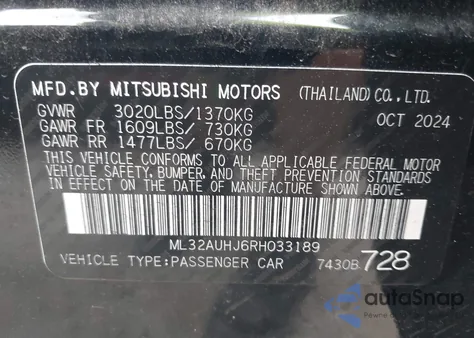 MFD.BY MITSUBISHI MOTORS (THAILAND) CO., LTD.
GVWR 3020LBS/1370KG OCT 2024
GAWR FR 1609LBS/ 730KG
GAWR RR 1477LBS/ 670KG
THIS VEHICLE CONFORMS TO ALL APPLICABLE FEDERAL MOTOR
VEHICLE SAFETY, BUMPER, AND THEFT PREVENTION STANDARDS
IN EFFECT ON THE DATE OF MANUFACTURE SHOWN ABOVE.
ML32AUHJ6RH033189
VEHICLE TYPE:PASSENGER CAR 7430B 728
autoSnap